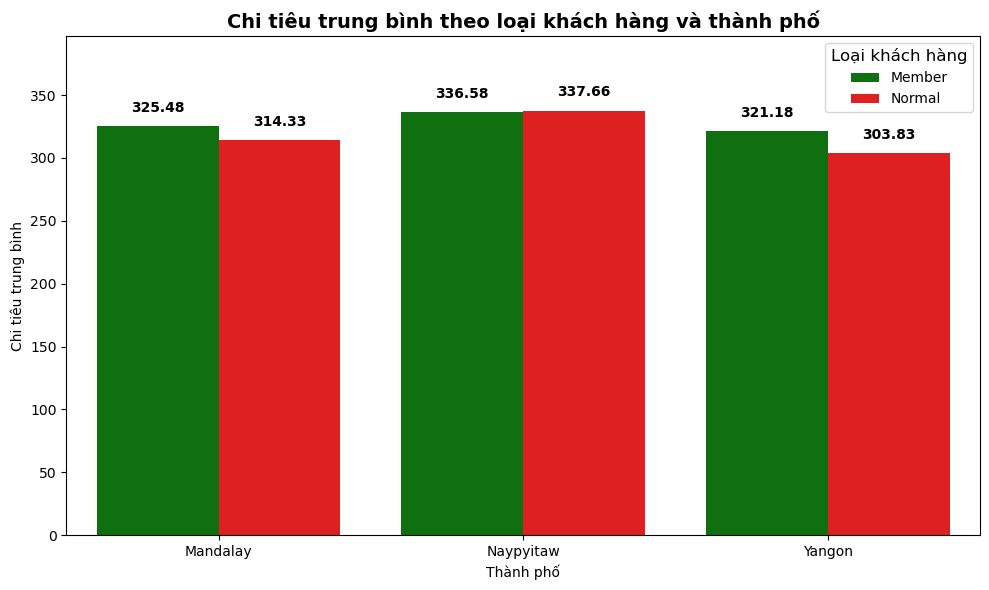 Chi tiêu trung bình theo loại khách hàng và thành phố
Loại khách hàng
Member
Normal
Chi tiêu trung bình
350
300
250
200
150
100
50
0
325.48
314.33
336.58
337.66
321.18
303.83
Mandalay
Naypyitaw
Yangon
Thành phố